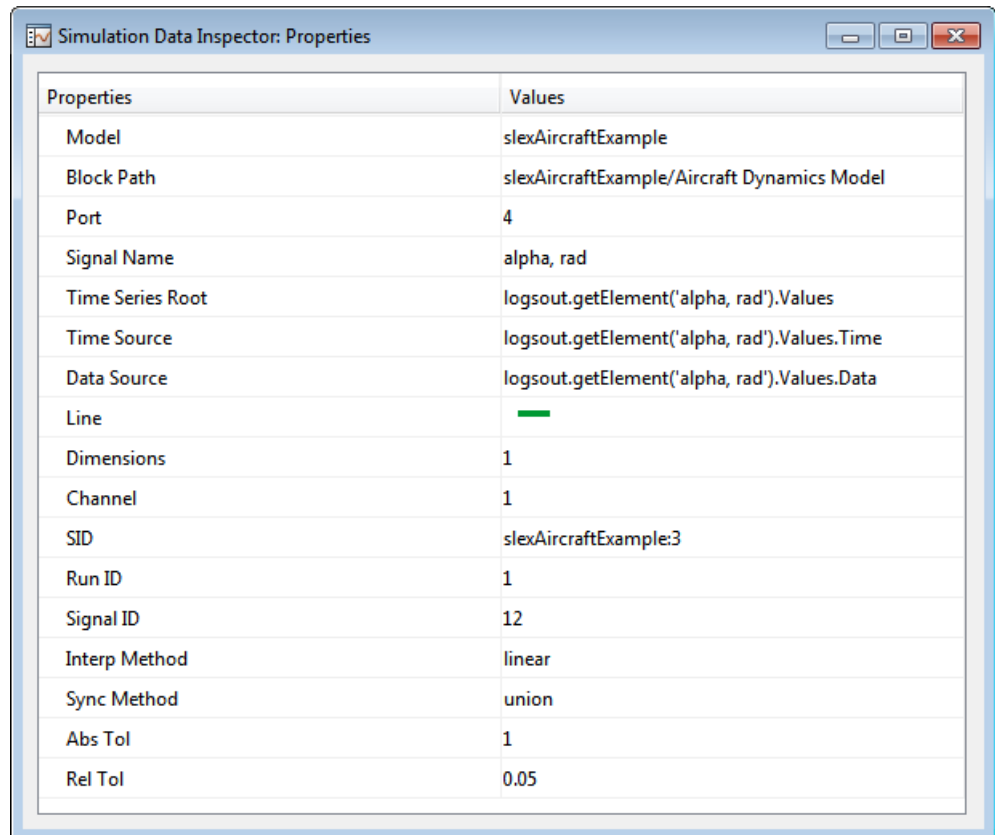 Simulation Data Inspector: Properties
Properties Values
Model slexAircraftExample
Block Path slexAircraftExample/Aircraft Dynamics Model
Port 4
Signal Name alpha, rad
Time Series Root logsout.getElement('alpha, rad').Values
Time Source logsout.getElement('alpha, rad').Values.Time
Data Source logsout.getElement('alpha, rad').Values.Data
Line
Dimensions 1
Channel 1
SID slexAircraftExample:3
Run ID 1
Signal ID 12
Interp Method linear
Sync Method union
Abs Tol 1
Rel Tol 0.05